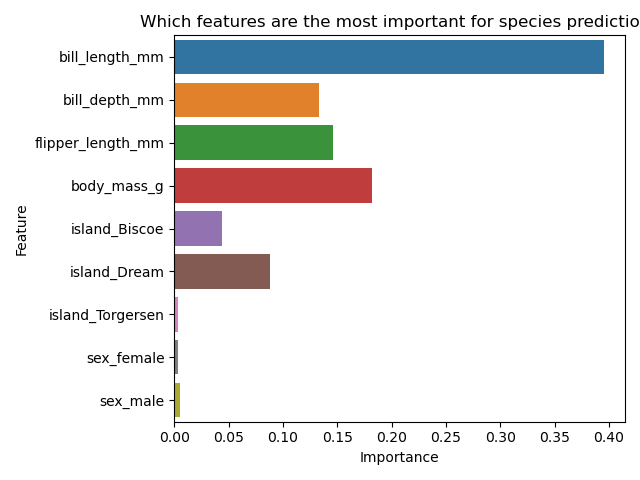 Which features are the most important for species predictio
bill_length_mm
bill_depth_mm
flipper_length_mm
body_mass_g
island_Biscoe
island_Dream
island_Torgersen
sex_female
sex_male
Feature
0.00 0.05 0.10 0.15 0.20 0.25 0.30 0.35 0.40
Importance